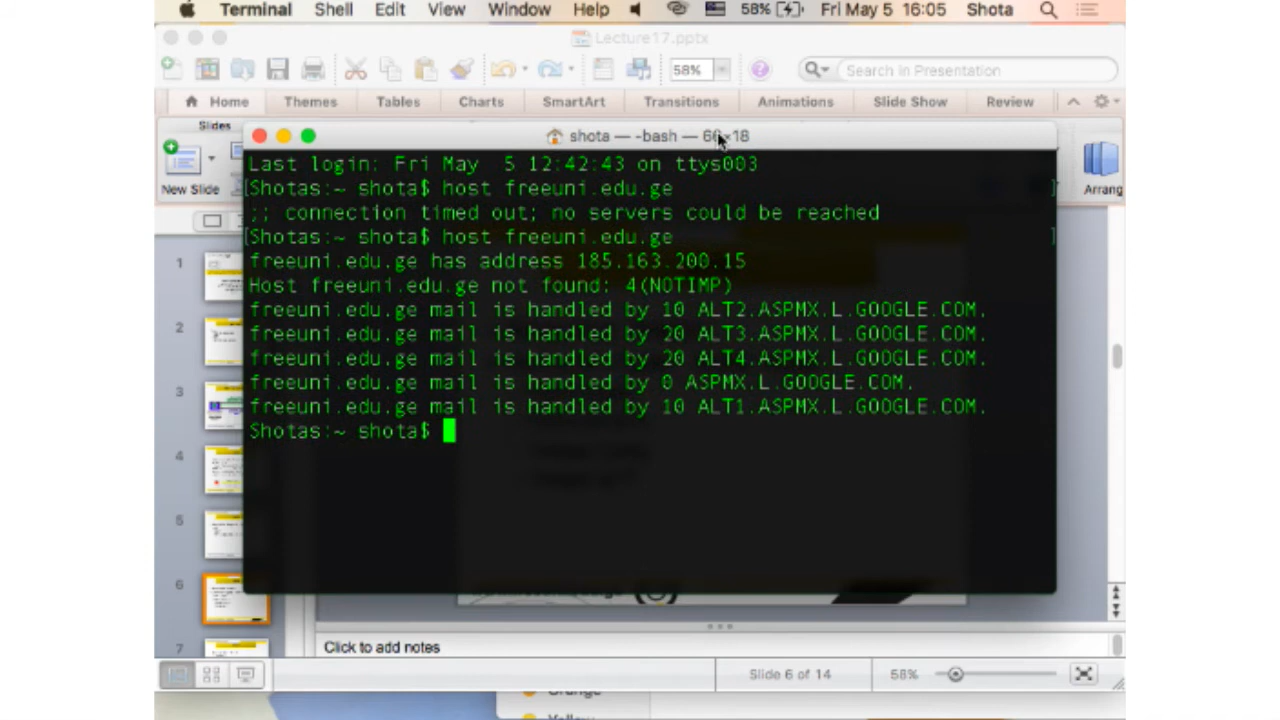 Terminal Shell Edit View Window Help 58% Fri May 5 16:05 Shota
Lecture17.pptx
58% Search in Presentation
Home Themes Tables Charts SmartArt Transitions Animations Slide Show Review
Slides
New Slide
Arrang
shota — -bash — 66×18
Last login: Fri May  5 12:42:43 on ttys003
[Shotas:~ shota$ host freeuni.edu.ge ]
;; connection timed out; no servers could be reached
[Shotas:~ shota$ host freeuni.edu.ge ]
freeuni.edu.ge has address 185.163.200.15
Host freeuni.edu.ge not found: 4(NOTIMP)
freeuni.edu.ge mail is handled by 10 ALT2.ASPMX.L.GOOGLE.COM.
freeuni.edu.ge mail is handled by 20 ALT3.ASPMX.L.GOOGLE.COM.
freeuni.edu.ge mail is handled by 20 ALT4.ASPMX.L.GOOGLE.COM.
freeuni.edu.ge mail is handled by 0 ASPMX.L.GOOGLE.COM.
freeuni.edu.ge mail is handled by 10 ALT1.ASPMX.L.GOOGLE.COM.
Shotas:~ shota$
1
2
3
4
5
6
7
Click to add notes
Slide 6 of 14 58%
Orange
Yellow